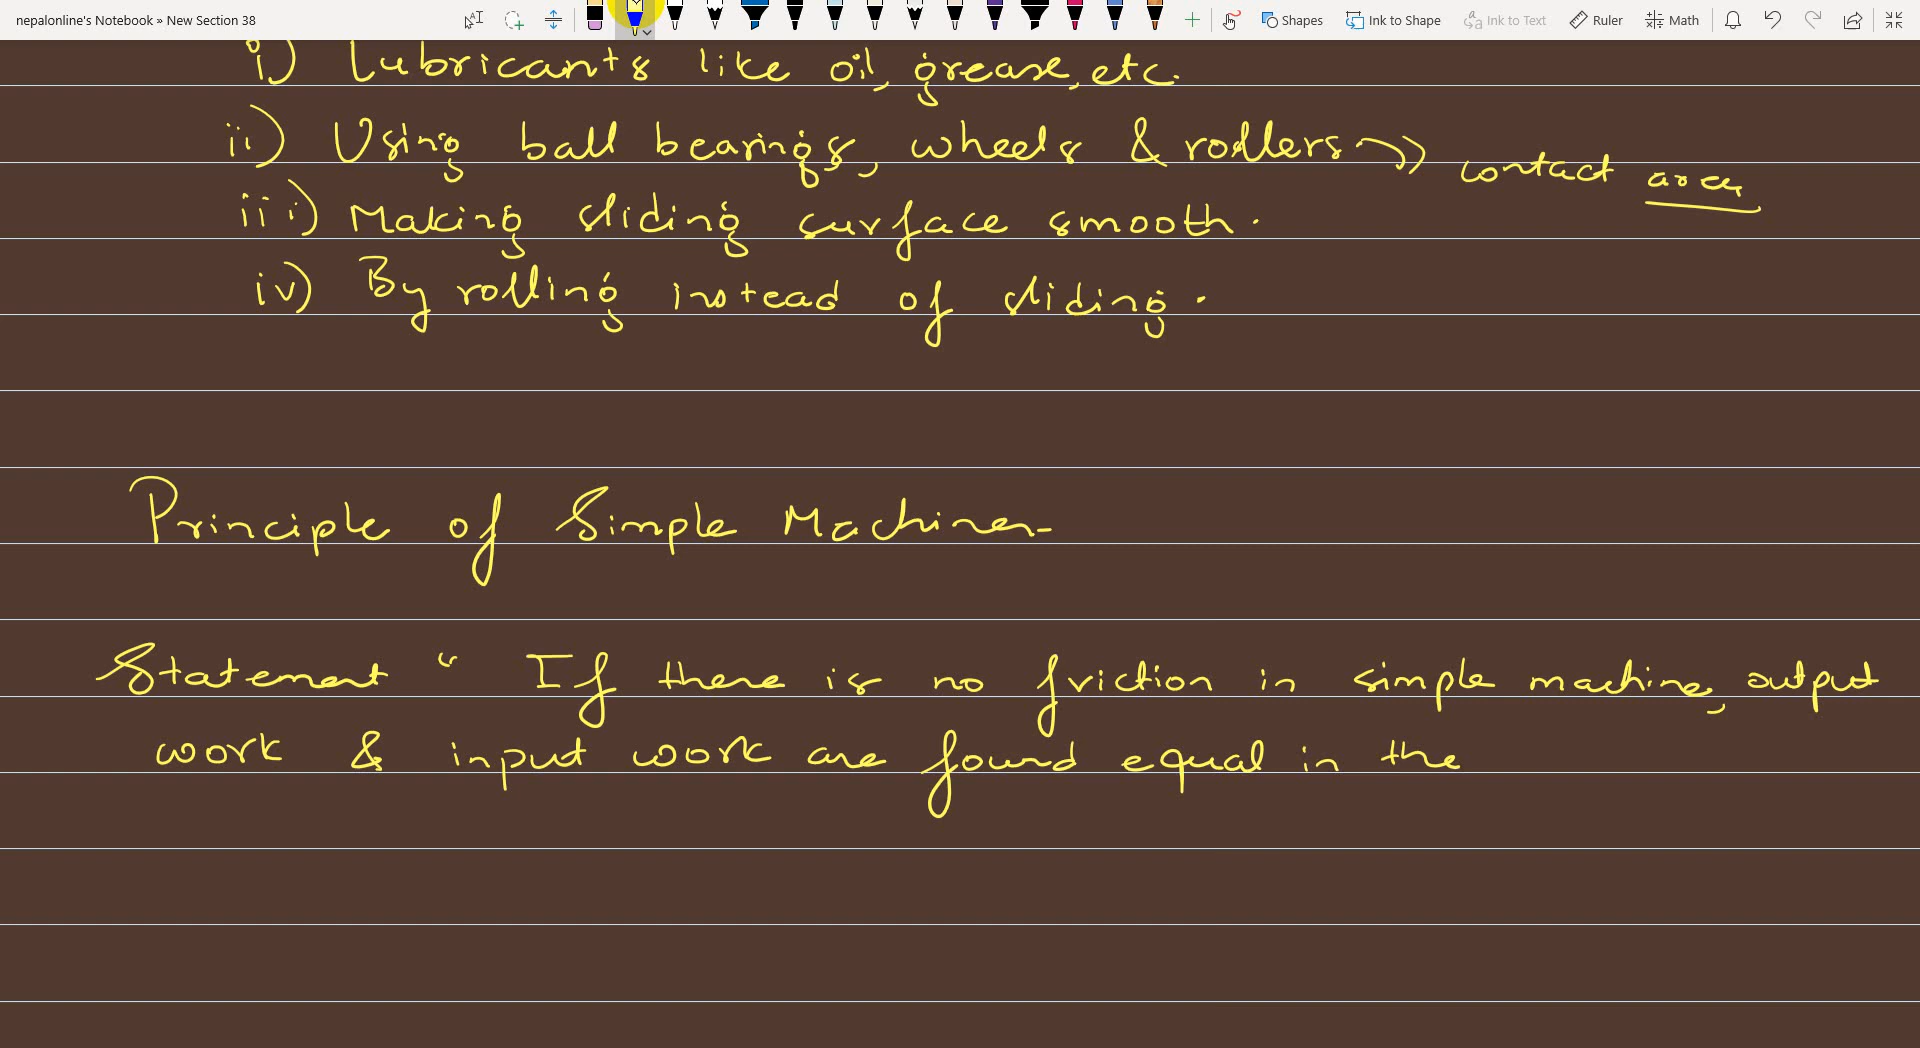 nepalonline's Notebook » New Section 38
Shapes
Ink to Shape
Ink to Text
Ruler
Math
i) Lubricants like oil, grease, etc.
ii) Using ball bearings, wheels & rollers → contact area
iii) Making sliding surface smooth.
iv) By rolling instead of sliding.
Principle of Simple Machines-
Statement “ If there is no friction in simple machine, output
work & input work are found equal in the